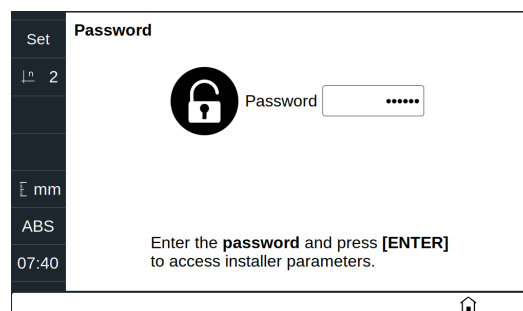 Set
Password
n 2
Password ••••••
mm
ABS
Enter the password and press [ENTER]
07:40
to access installer parameters.